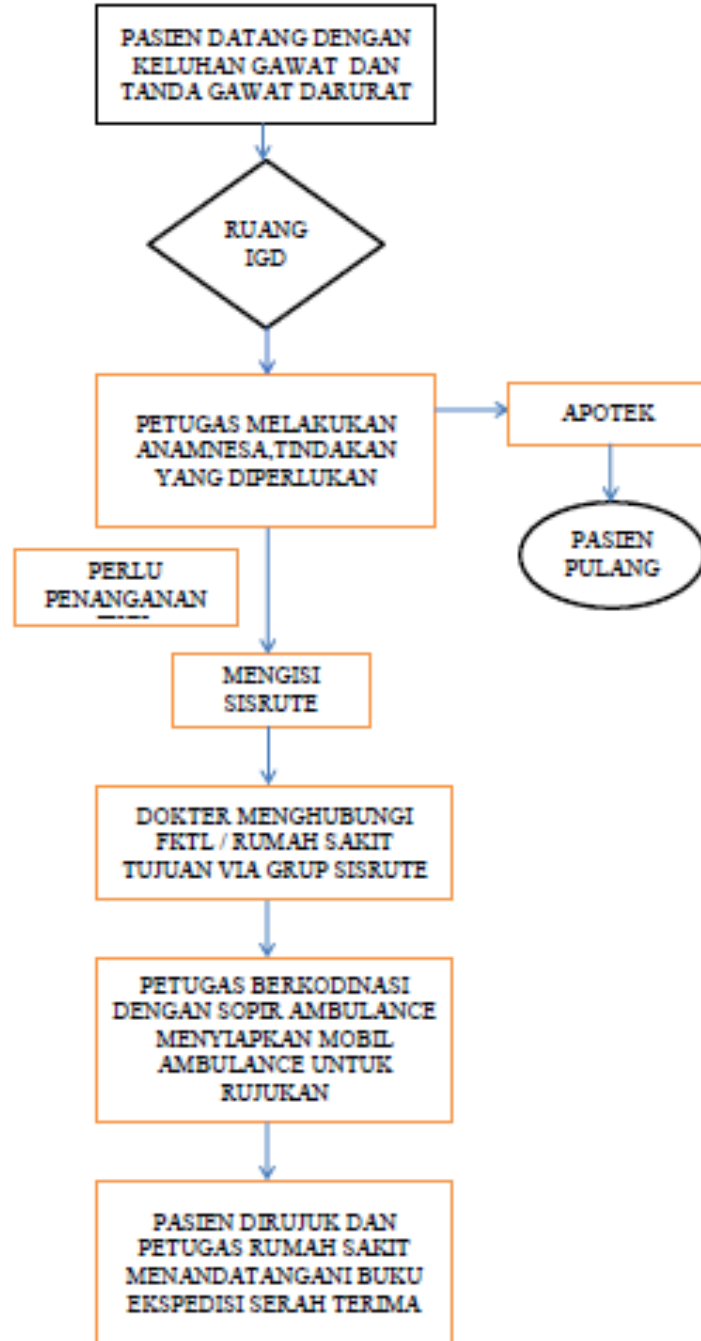 PASIEN DATANG DENGAN
KELUHAN GAWAT DAN
TANDA GAWAT DARURAT
RUANG
IGD
PETUGAS MELAKUKAN
ANAMNESA,TINDAKAN
YANG DIPERLUKAN
APOTEK
PASIEN
PULANG
PERLU
PENANGANAN
MENGISI
SISRUTE
DOKTER MENGHUBUNGI
FKTL / RUMAH SAKIT
TUJUAN VIA GRUP SISRUTE
PETUGAS BERKODINASI
DENGAN SOPIR AMBULANCE
MENYIAPKAN MOBIL
AMBULANCE UNTUK
RUJUKAN
PASIEN DIRUJUK DAN
PETUGAS RUMAH SAKIT
MENANDATANGANI BUKU
EKSPEDISI SERAH TERIMA